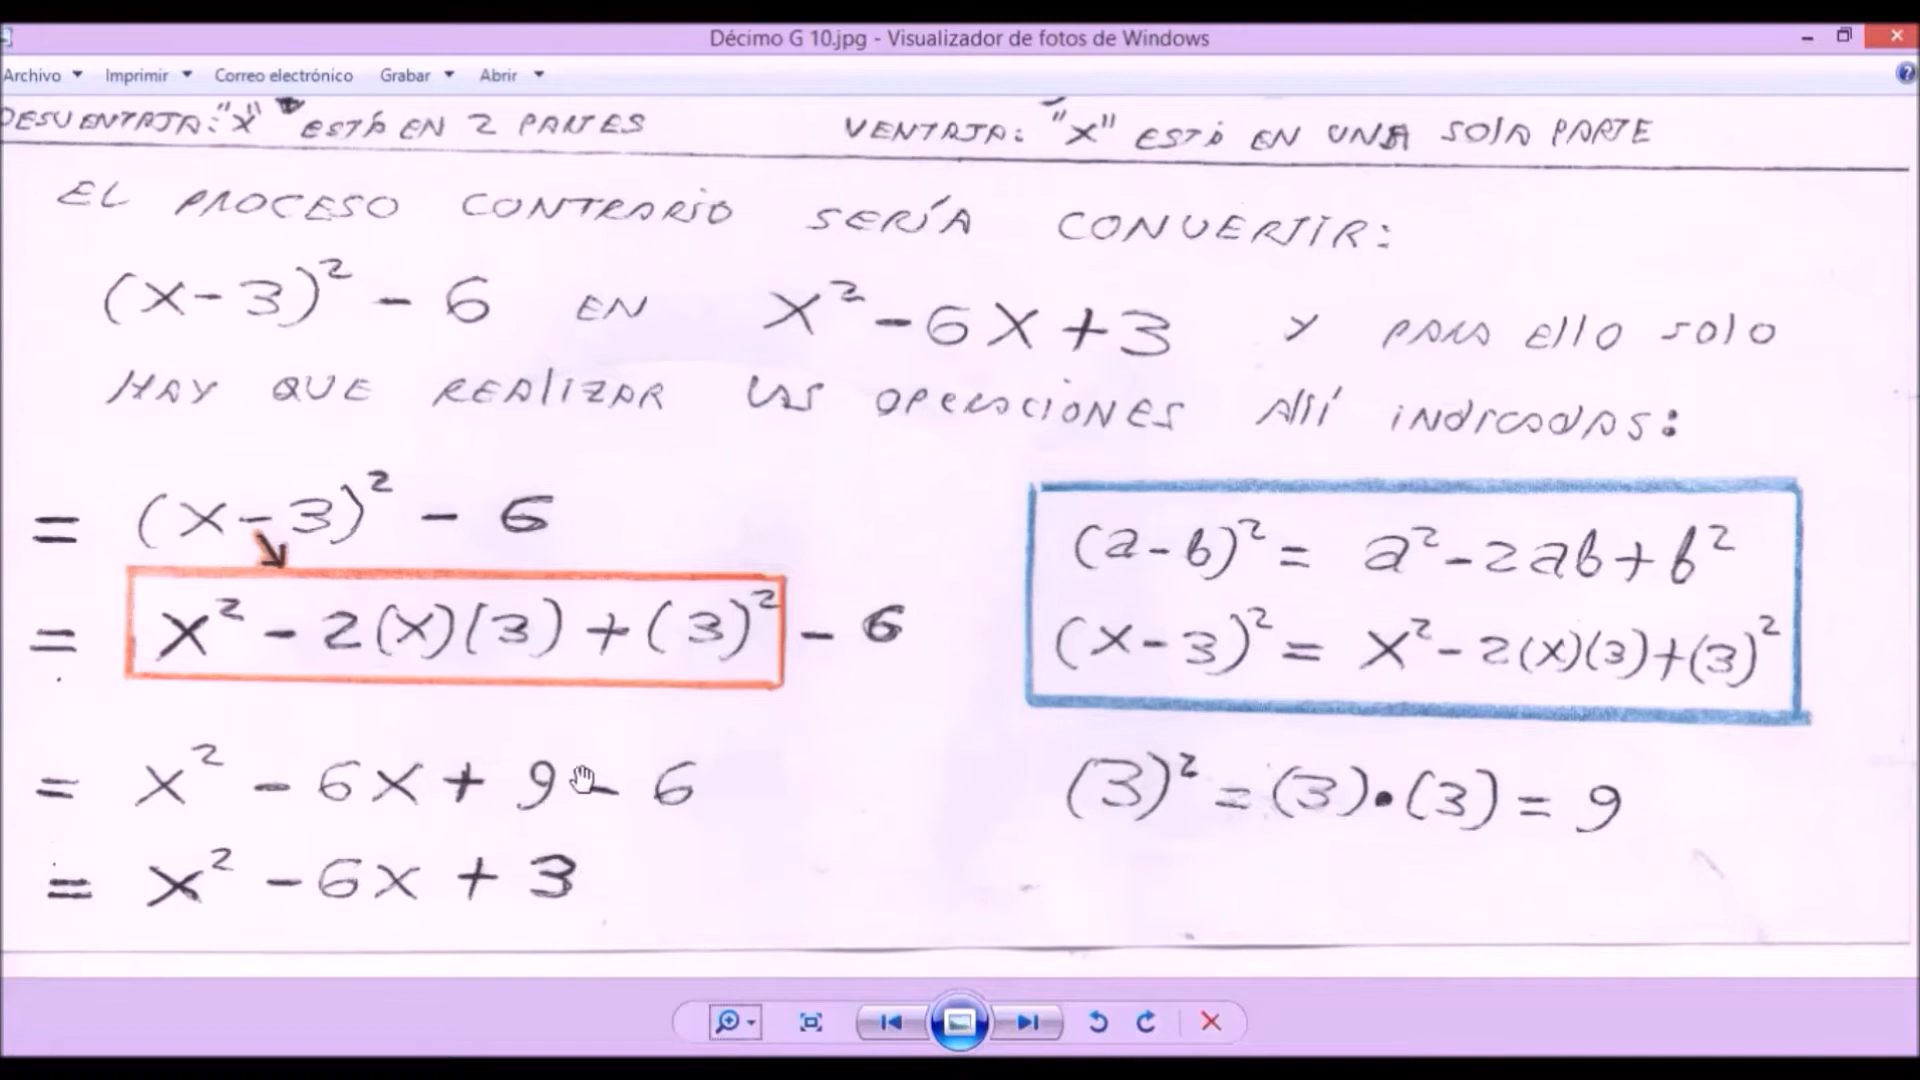 Décimo G 10.jpg - Visualizador de fotos de Windows
Archivo Imprimir Correo electrónico Grabar Abrir
DESVENTAJA: "X" ESTÁ EN 2 PARTES
VENTAJA: "X" ESTÁ EN UNA SOlA PARTE
EL PROCESO CONTRARIO SERÍA CONVERTIR:
(x-3)² - 6 EN x² - 6x + 3 Y PARA Ello solo
HAY QUE REAlIZAR LAS OPERACIONES Allí INdICADAS:
= (x-3)² - 6
= x² - 2(x)(3) + (3)² - 6
= x² - 6x + 9 - 6
= x² - 6x + 3
(a-b)² = a² - 2ab + b²
(x-3)² = x² - 2(x)(3) + (3)²
(3)² = (3)•(3) = 9